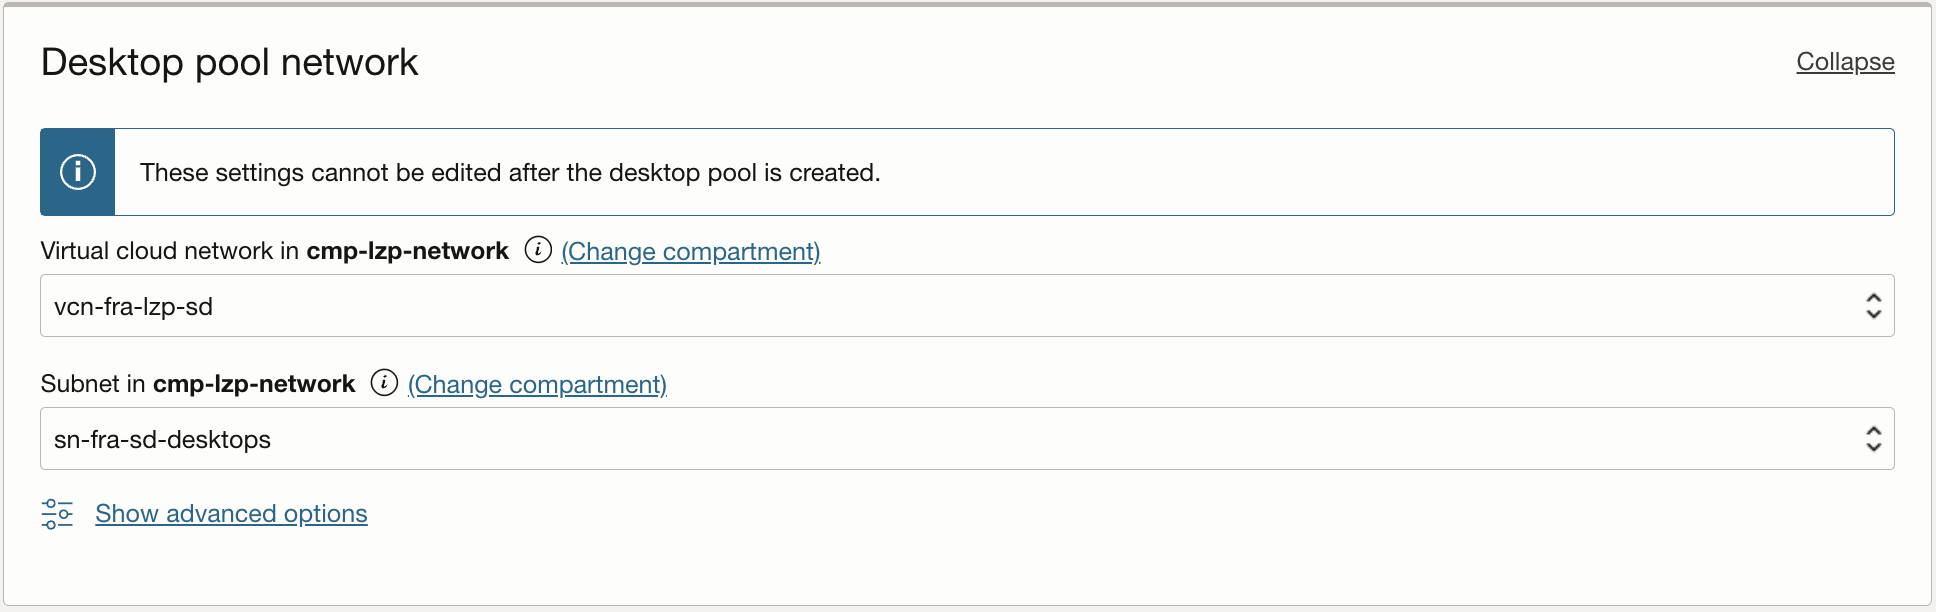 Desktop pool network
Collapse
These settings cannot be edited after the desktop pool is created.
Virtual cloud network in cmp-lzp-network (Change compartment)
vcn-fra-lzp-sd
Subnet in cmp-lzp-network (Change compartment)
sn-fra-sd-desktops
Show advanced options